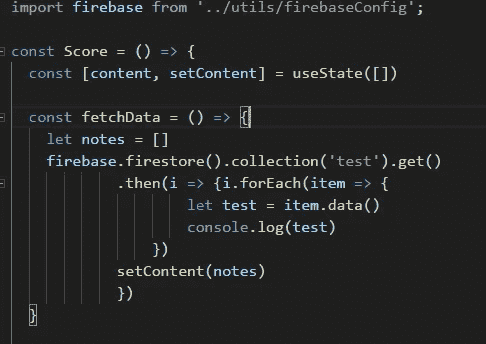 import firebase from '../utils/firebaseConfig';
const Score = () => {
const [content, setContent] = useState([])
const fetchData = () => {
let notes = []
firebase.firestore().collection('test').get()
.then(i => {i.forEach(item => {
let test = item.data()
console.log(test)
})
setContent(notes)
})
}